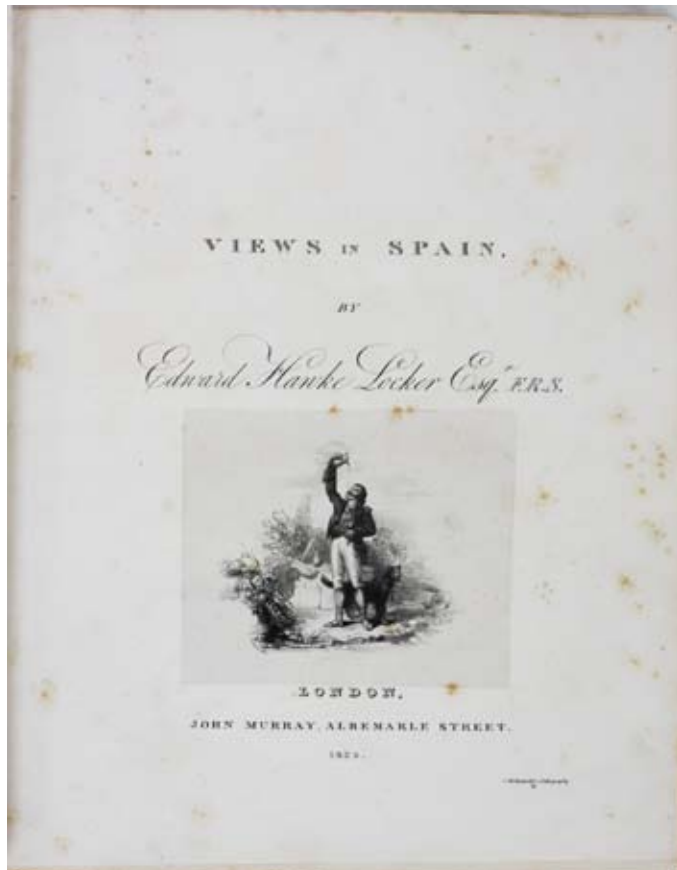 VIEWS IN SPAIN,
BY
Edward Hawke Locker Esq.r F.R.S.
LONDON,
JOHN MURRAY, ALBEMARLE STREET.